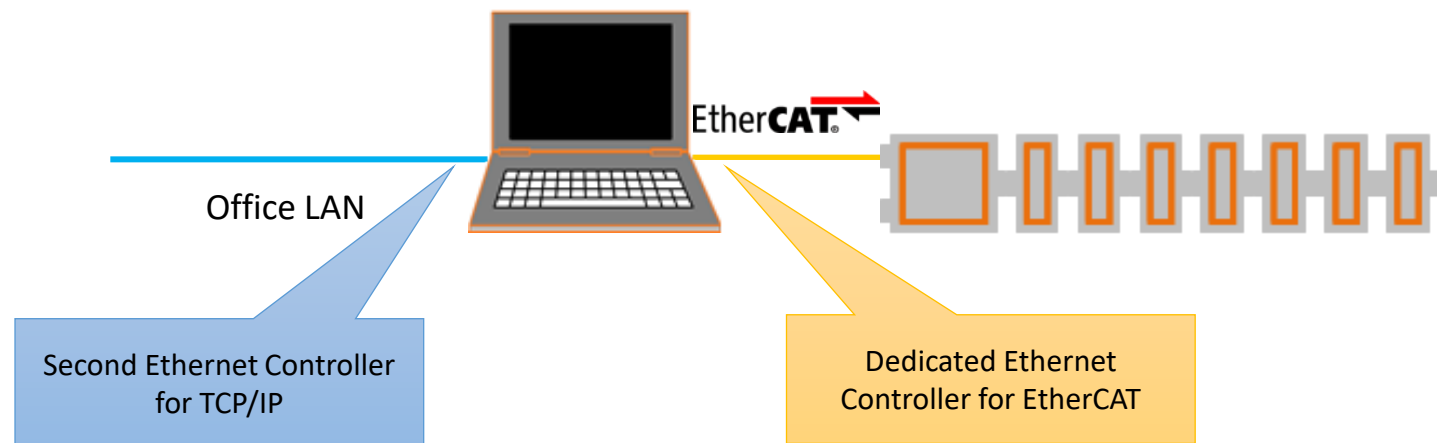 EtherCAT®
Office LAN
Second Ethernet Controller
for TCP/IP
Dedicated Ethernet
Controller for EtherCAT